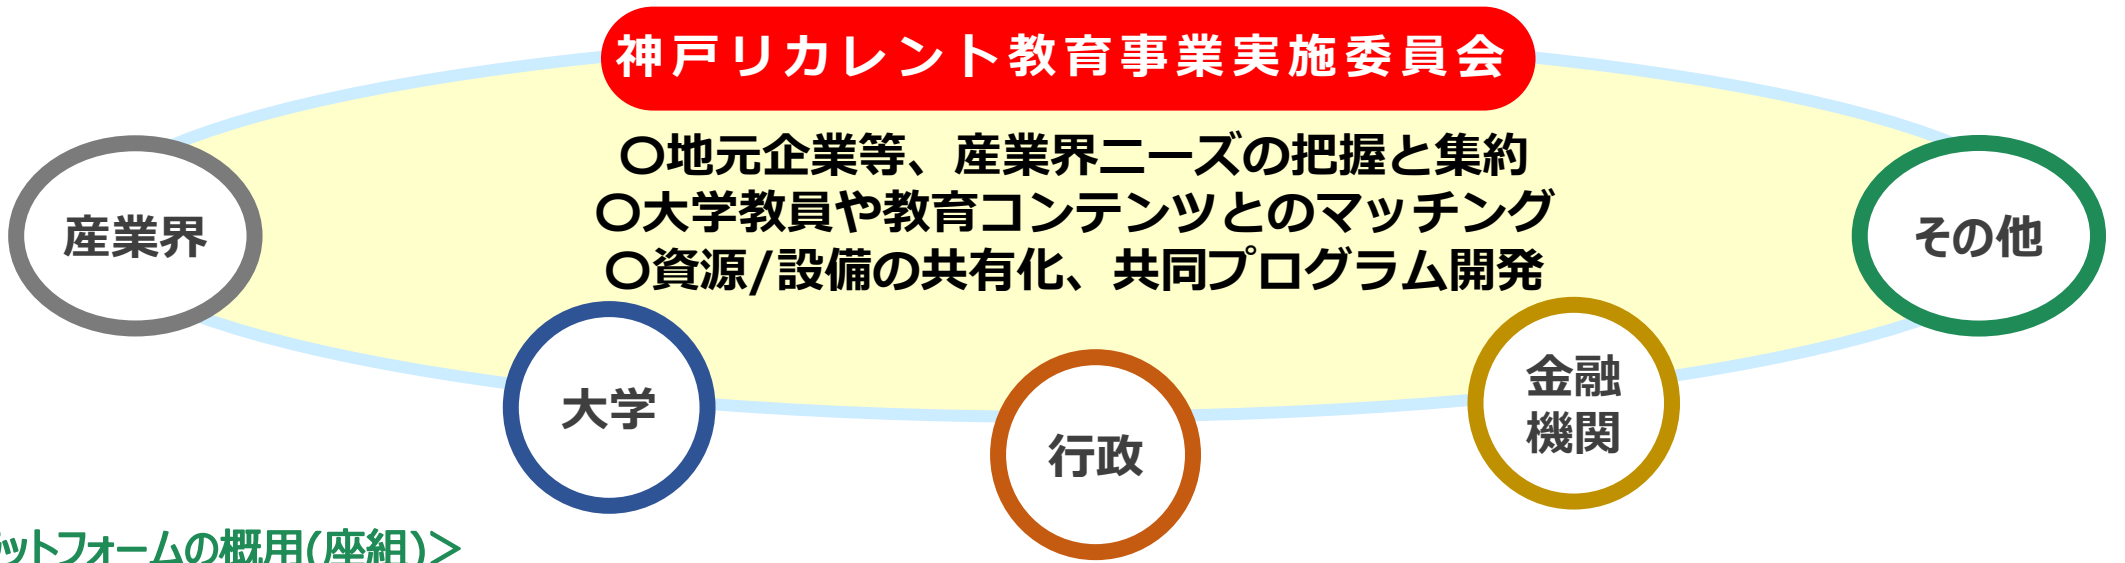 神戸リカレント教育事業実施委員会
〇地元企業等、産業界ニーズの把握と集約
〇大学教員や教育コンテンツとのマッチング
〇資源/設備の共有化、共同プログラム開発
産業界
その他
大学
金融
機関
行政
ットフォームの概用(座組)＞